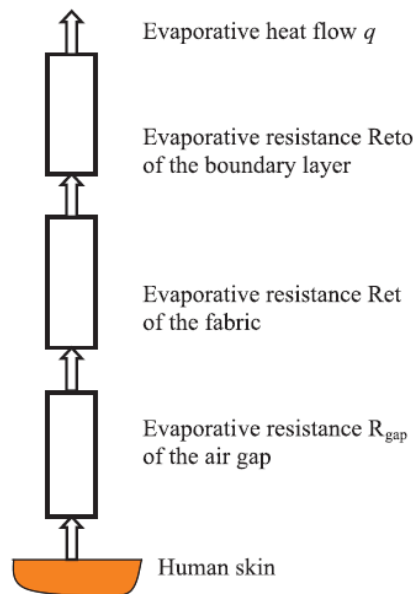 Evaporative heat flow q
Evaporative resistance Reto
of the boundary layer
Evaporative resistance Ret
of the fabric
Evaporative resistance Rgap
of the air gap
Human skin